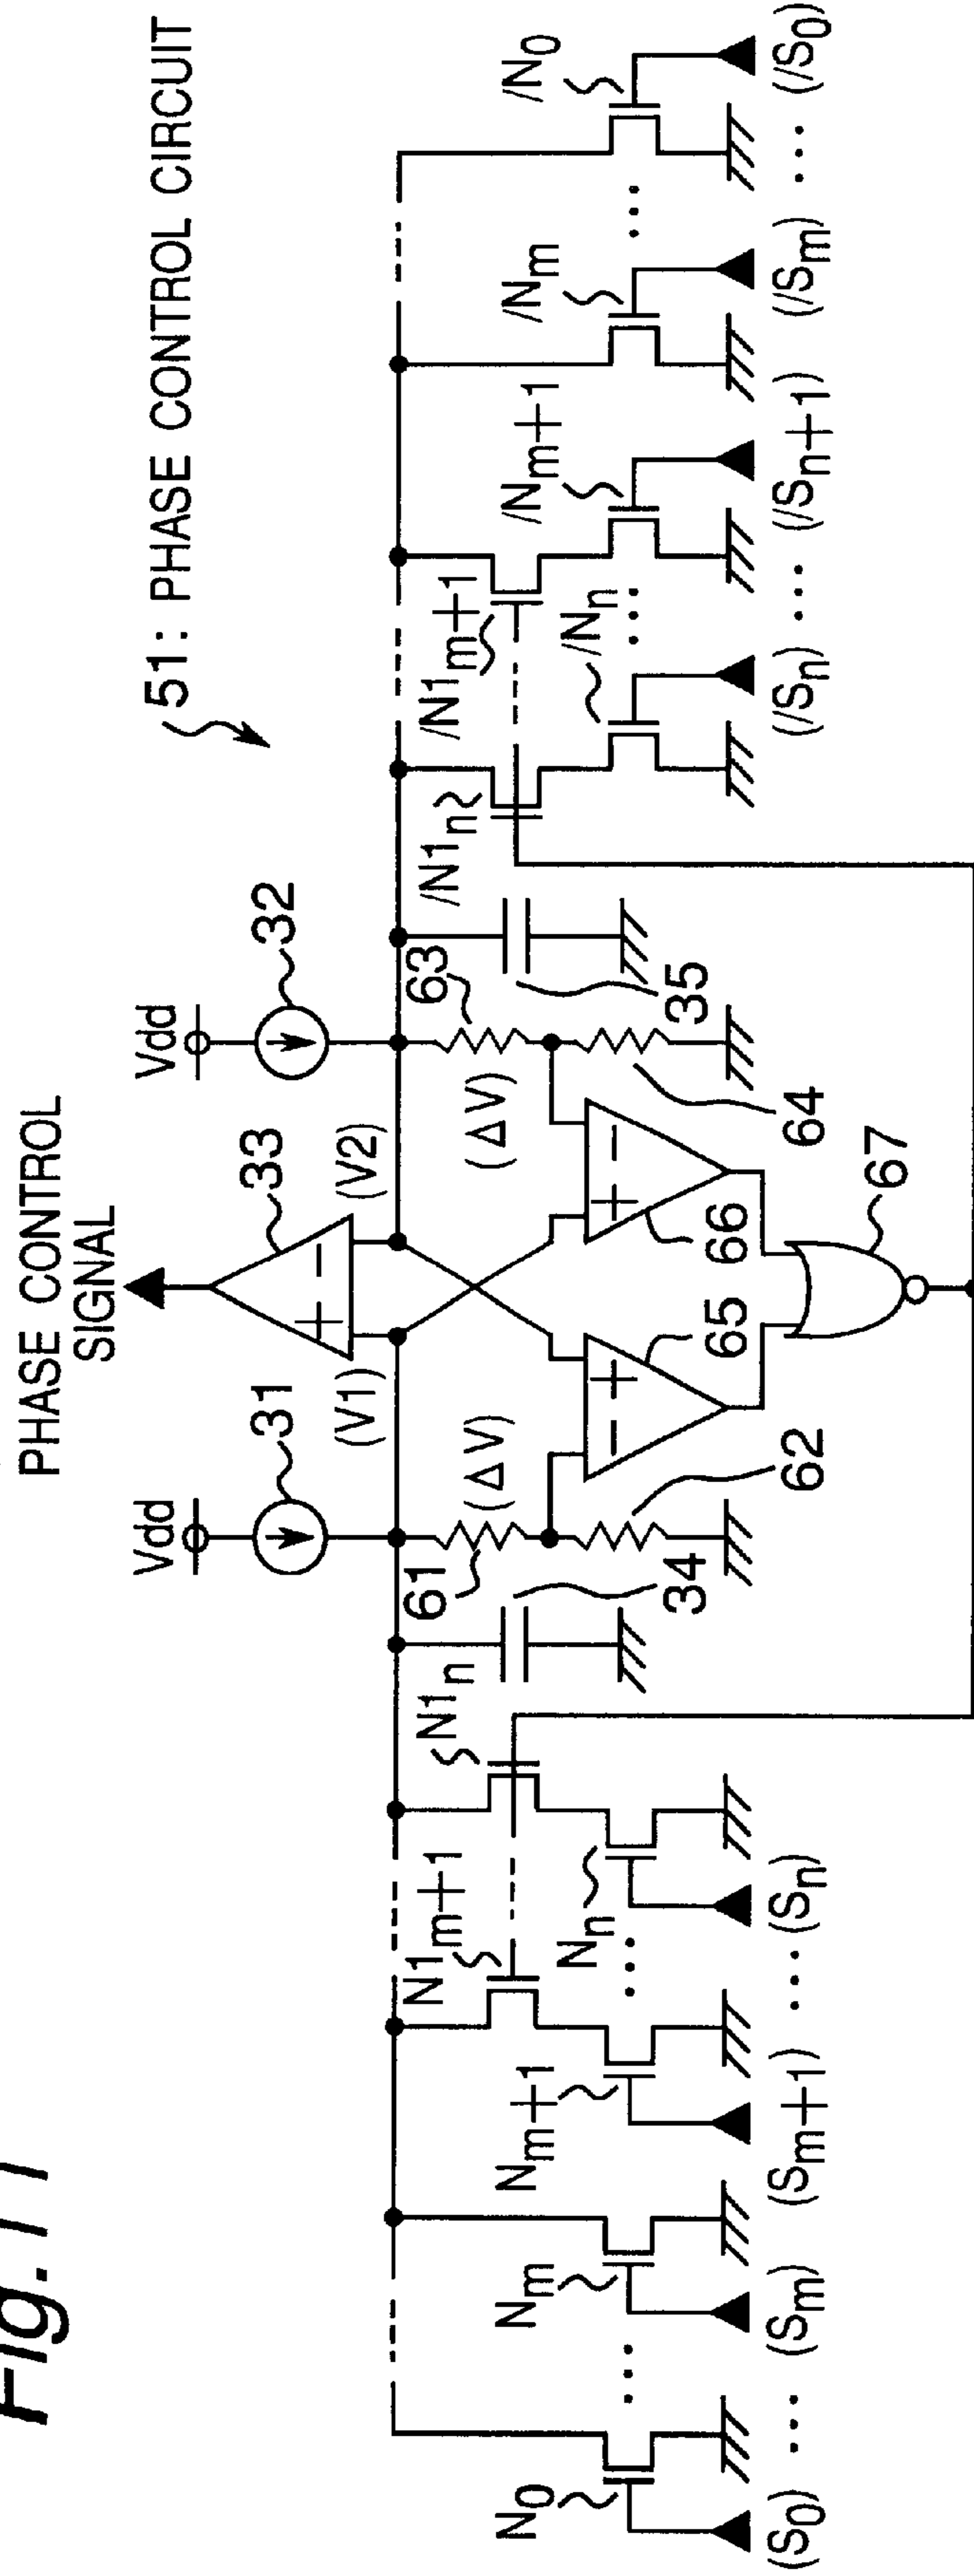 Fig. 11
51: PHASE CONTROL CIRCUIT
PHASE CONTROL
SIGNAL
Vdd
Vdd
31
33
32
(V1)
(V2)
+
−
61
(ΔV)
(ΔV)
63
34
62
64
35
−
+
+
−
65
66
67
N1m+1
N1n
/N1n
/N1m+1
N0
Nm
Nm+1
Nn
/Nn
/Nm+1
/Nm
/N0
(S0)
(Sm)
(Sm+1)
(Sn)
(/Sn)
(/Sn+1)
(/Sm)
(/S0)